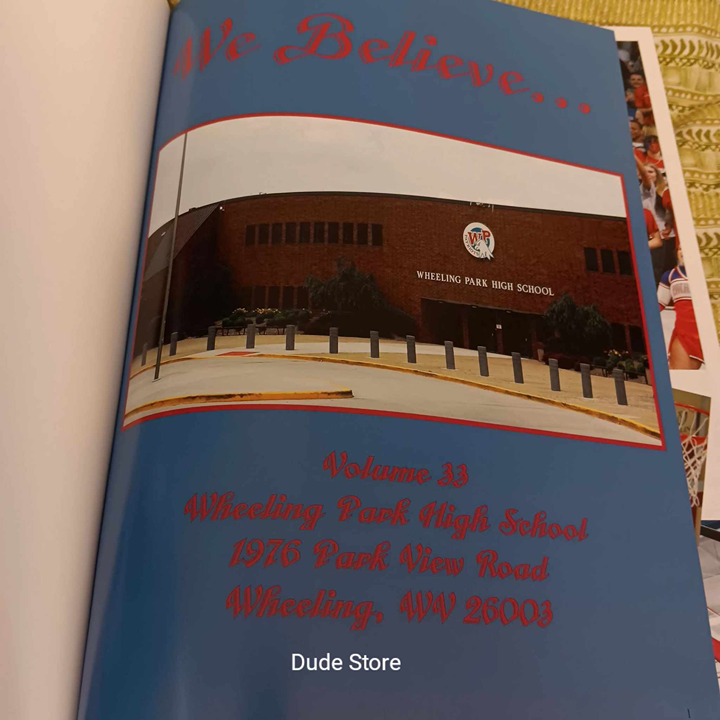 We Believe...
W P
WHEELING PARK HIGH SCHOOL
Volume 33
Wheeling Park High School
1976 Park View Road
Wheeling, WV 26003
Dude Store